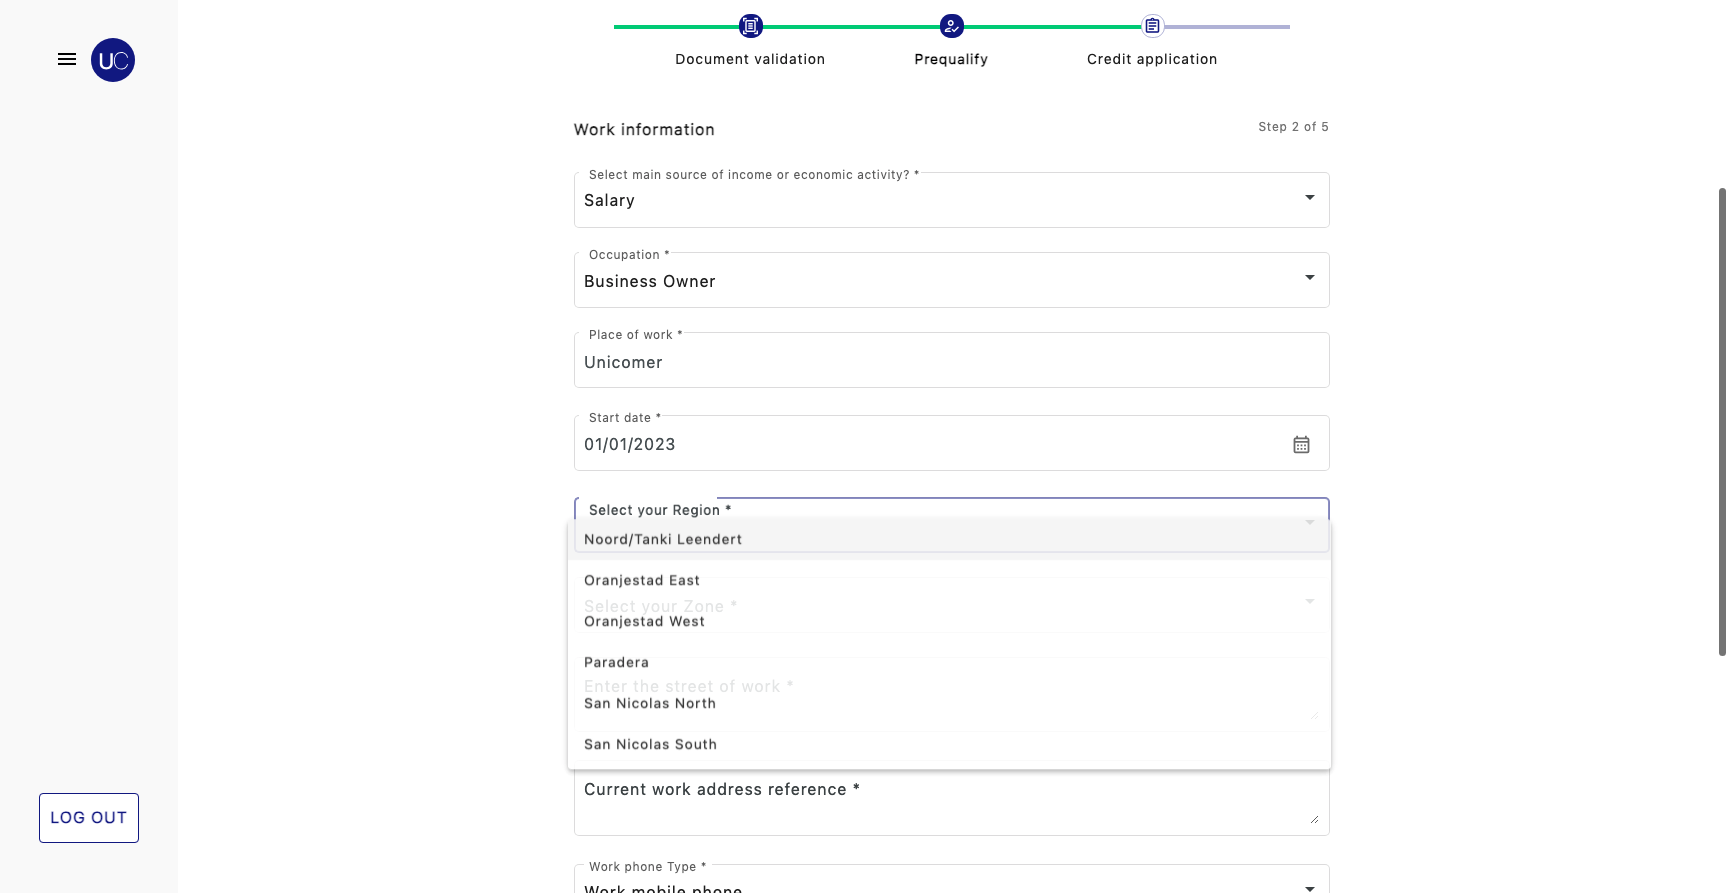 UC
Document validation
Prequalify
Credit application
Work information
Step 2 of 5
Select main source of income or economic activity? *
Salary
Occupation *
Business Owner
Place of work *
Unicomer
Start date *
01/01/2023
Select your Region *
Noord/Tanki Leendert
Oranjestad East
Select your Zone *
Oranjestad West
Paradera
Enter the street of work *
San Nicolas North
San Nicolas South
Current work address reference *
LOG OUT
Work phone Type *
Work mobile phone